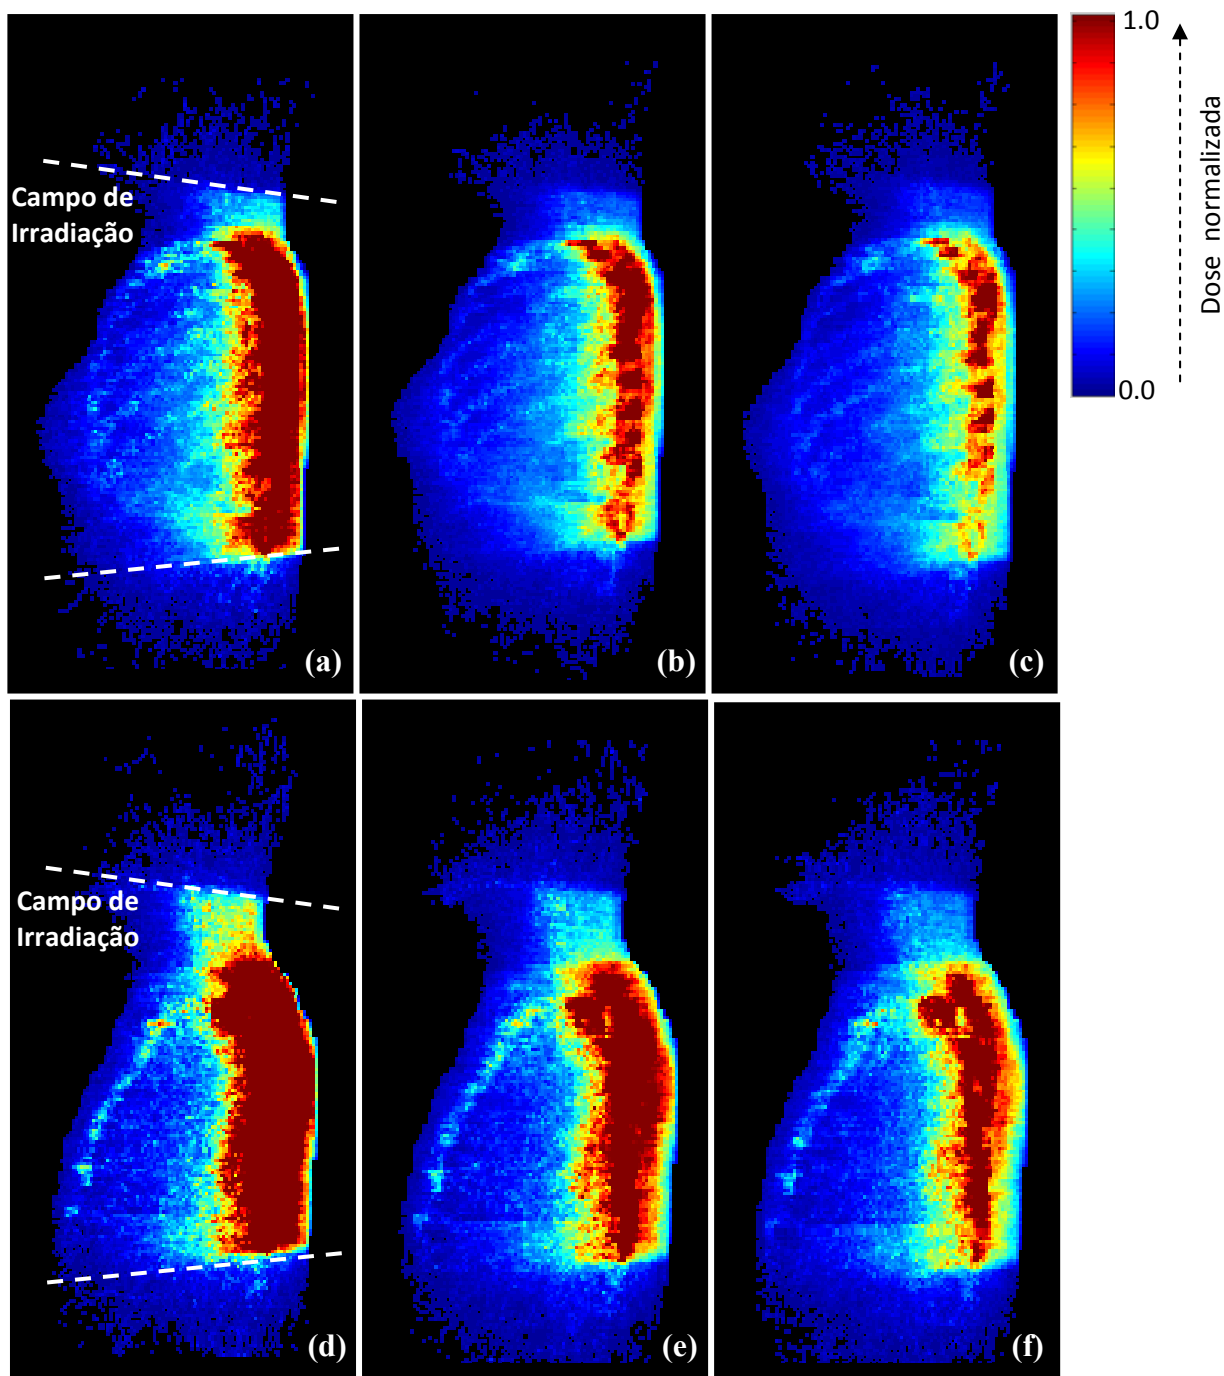 1.0
Dose normalizada
0.0
Campo de
Irradiação
(a)
(b)
(c)
Campo de
Irradiação
(d)
(e)
(f)